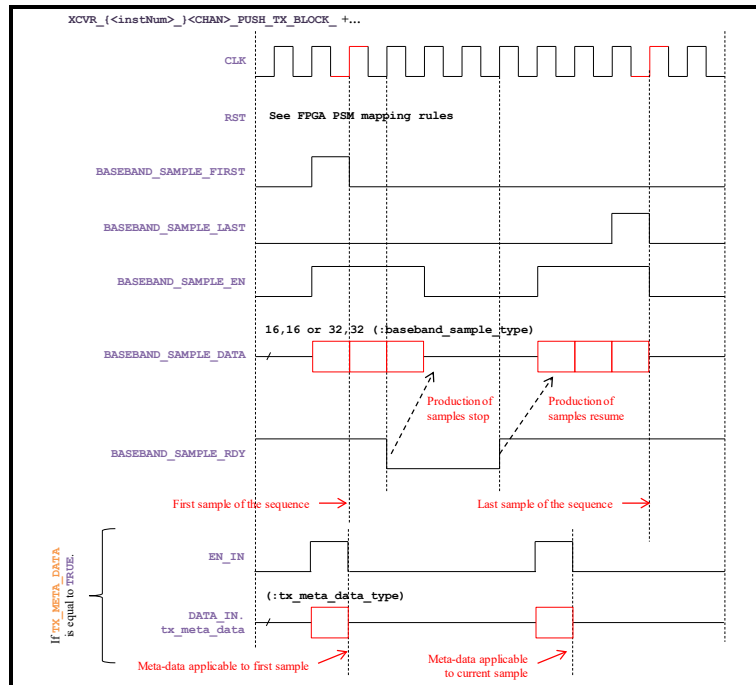 XCVR_{<instNum>_}<CHAN>_PUSH_TX_BLOCK_ +...
CLK
RST
See FPGA PSM mapping rules
BASEBAND_SAMPLE_FIRST
BASEBAND_SAMPLE_LAST
BASEBAND_SAMPLE_EN
16,16 or 32,32 (:baseband_sample_type)
BASEBAND_SAMPLE_DATA
Production of
samples stop
Production of
samples resume
BASEBAND_SAMPLE_RDY
First sample of the sequence
Last sample of the sequence
If TX_META_DATA
is equal to TRUE.
EN_IN
(:tx_meta_data_type)
DATA_IN.
tx_meta_data
Meta-data applicable to first sample
Meta-data applicable
to current sample